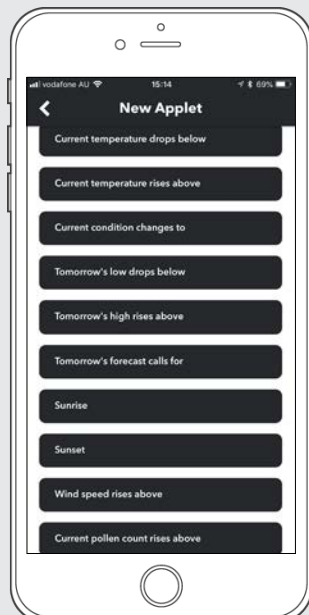 vodafone AU 15:14 69%
New Applet
Current temperature drops below
Current temperature rises above
Current condition changes to
Tomorrow's low drops below
Tomorrow's high rises above
Tomorrow's forecast calls for
Sunrise
Sunset
Wind speed rises above
Current pollen count rises above